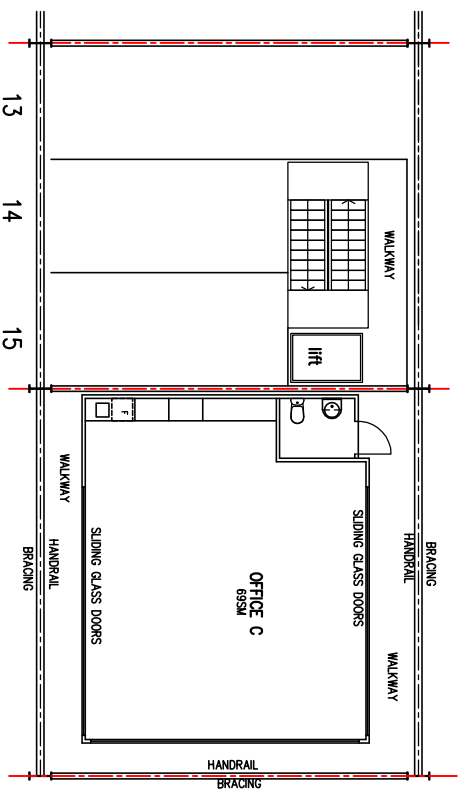 13
14
15
WALKWAY
lift
F
WALKWAY
SLIDING GLASS DOORS
HANDRAIL
BRACING
OFFICE C
69SM
WALKWAY
SLIDING GLASS DOORS
HANDRAIL
BRACING
WALKWAY
HANDRAIL
BRACING